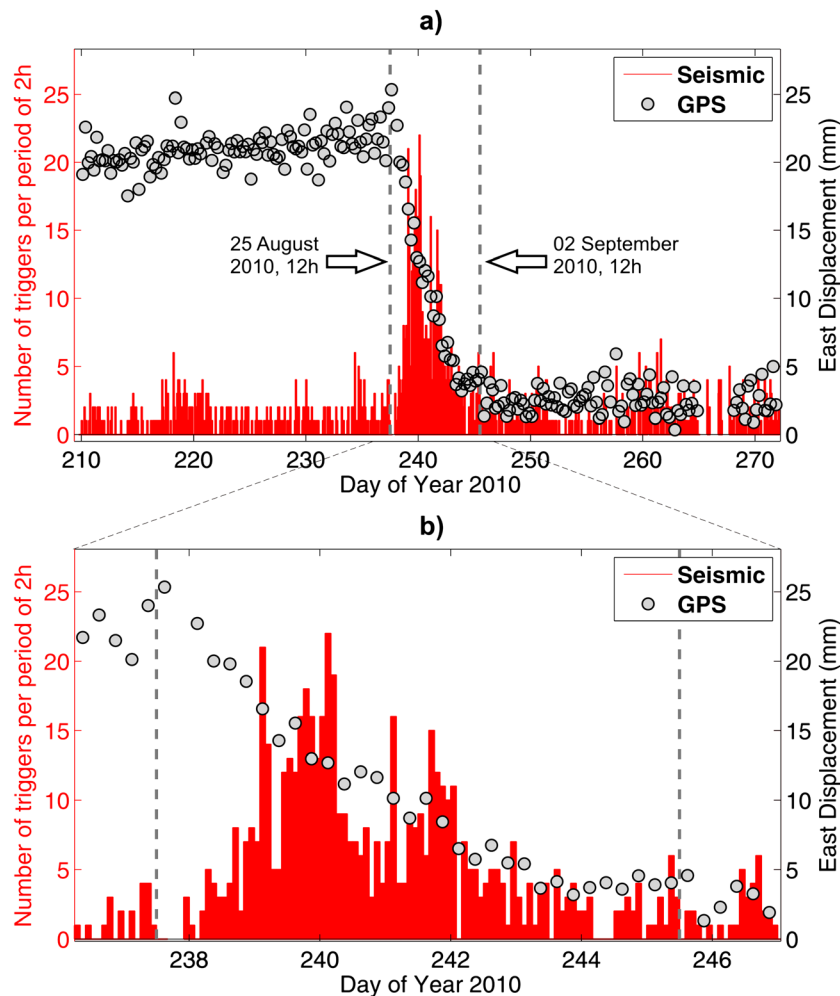 a)
Number of triggers per period of 2h
25
20
15
10
5
0
Seismic
GPS
25 August
2010, 12h
02 September
2010, 12h
25
20
15
10
5
0
East Displacement (mm)
210 220 230 240 250 260 270
Day of Year 2010
b)
Number of triggers per period of 2h
25
20
15
10
5
0
Seismic
GPS
25
20
15
10
5
0
East Displacement (mm)
238 240 242 244 246
Day of Year 2010